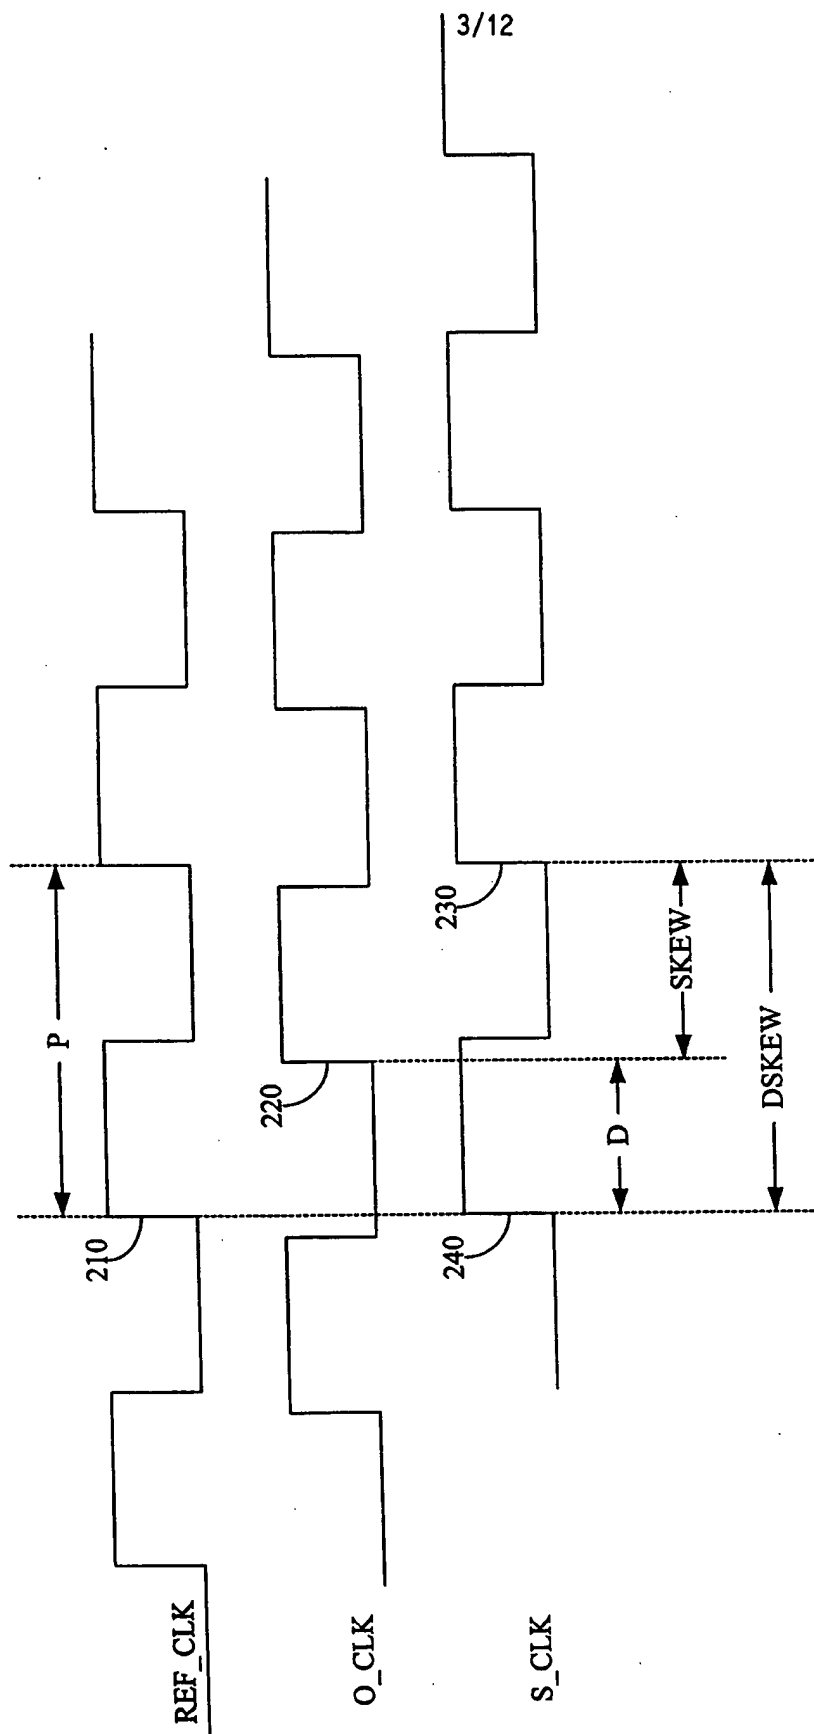 3/12
P
REF_CLK
210
O_CLK
220
S_CLK
240
230
D
SKEW
DSKEW